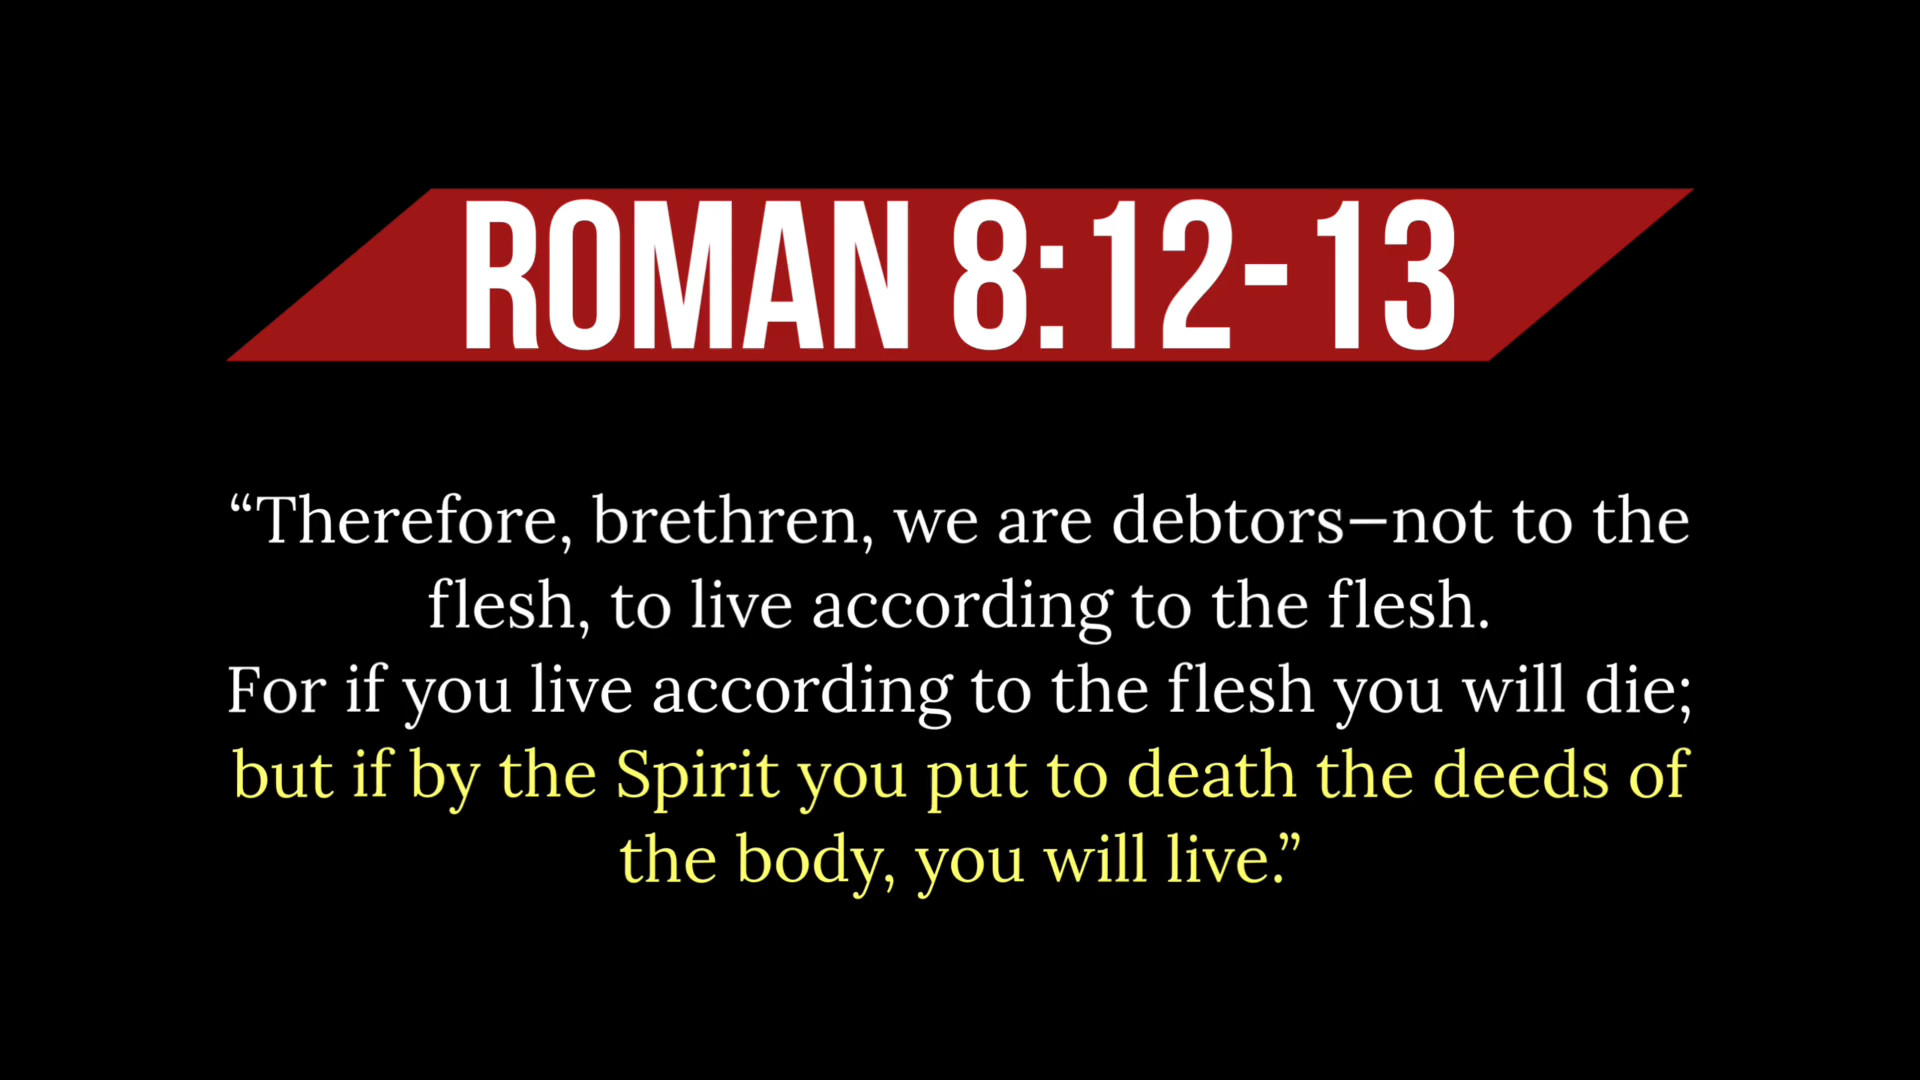 ROMAN 8:12-13
“Therefore, brethren, we are debtors—not to the
flesh, to live according to the flesh.
For if you live according to the flesh you will die;
but if by the Spirit you put to death the deeds of
the body, you will live.”